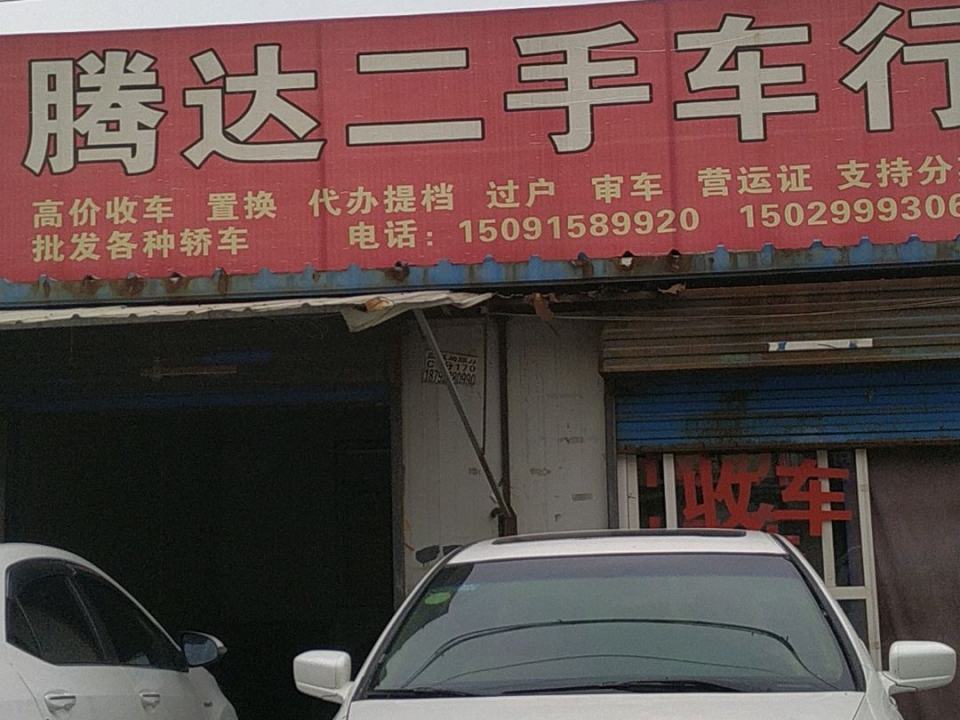 腾达二手车行
高价收车 置换 代办提档 过户 审车 营运证 支持分
批发各种轿车 电话：15091589920 1502999306
收车